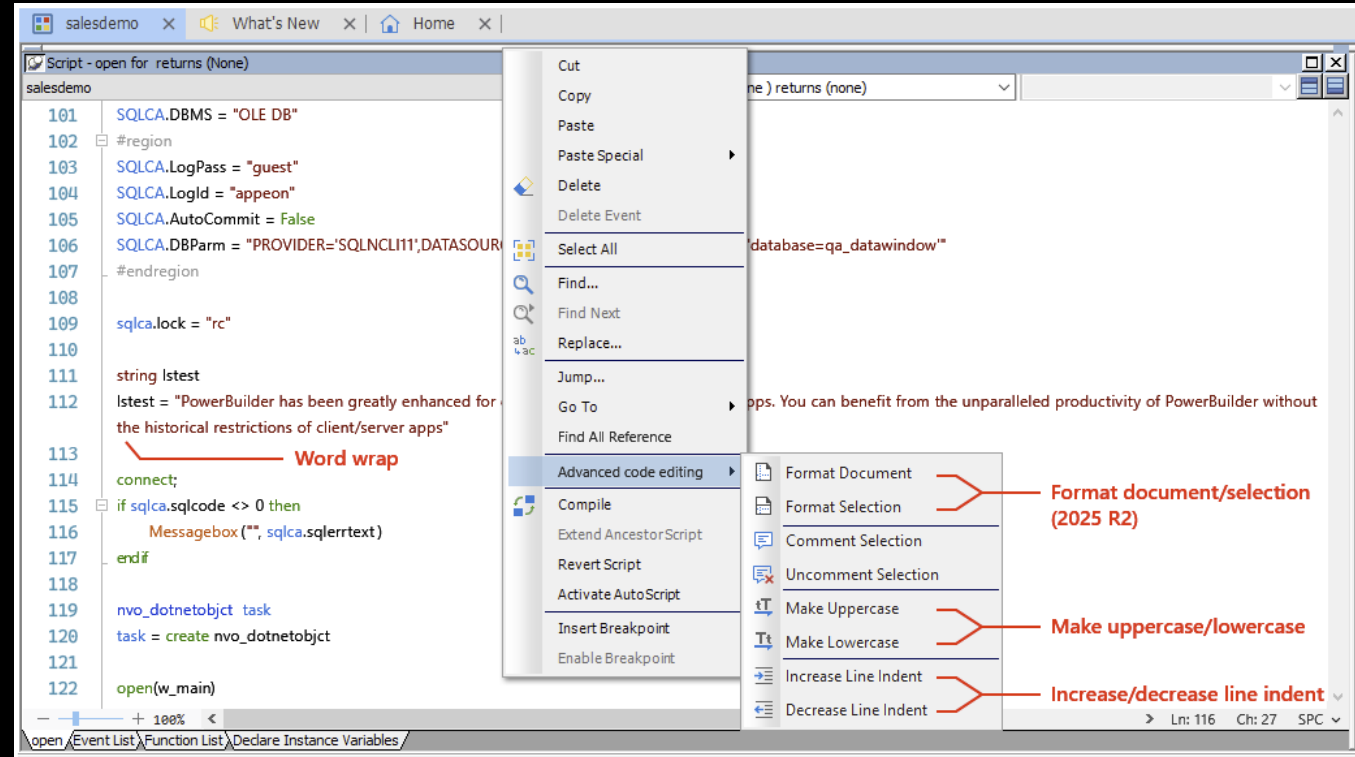 salesdemo
What's New
Home
Script - open for returns (None)
salesdemo
ne ) returns (none)
101 SQLCA.DBMS = "OLE DB"
102 #region
103 SQLCA.LogPass = "guest"
104 SQLCA.LogId = "appeon"
105 SQLCA.AutoCommit = False
106 SQLCA.DBParm = "PROVIDER='SQLNCLI11',DATASOUR 'database=qa_datawindow'"
107 #endregion
108
109 sqlca.lock = "rc"
110
111 string lstest
112 lstest = "PowerBuilder has been greatly enhanced for pps. You can benefit from the unparalleled productivity of PowerBuilder without
the historical restrictions of client/server apps"
113
Word wrap
114 connect;
115 if sqlca.sqlcode <> 0 then
116 Messagebox ("", sqlca.sqlerrtext)
117 endif
118
119 nvo_dotnetobjct task
120 task = create nvo_dotnetobjct
121
122 open(w_main)
Cut
Copy
Paste
Paste Special
Delete
Delete Event
Select All
Find...
Find Next
ab
ac
Replace...
Jump...
Go To
Find All Reference
Advanced code editing
Compile
Extend Ancestor Script
Revert Script
Activate AutoScript
Insert Breakpoint
Enable Breakpoint
Format Document
Format Selection
Comment Selection
Uncomment Selection
tT Make Uppercase
Tt Make Lowercase
Increase Line Indent
Decrease Line Indent
Format document/selection
(2025 R2)
Make uppercase/lowercase
Increase/decrease line indent
100%
Ln: 116 Ch: 27 SPC
open Event List Function List Declare Instance Variables